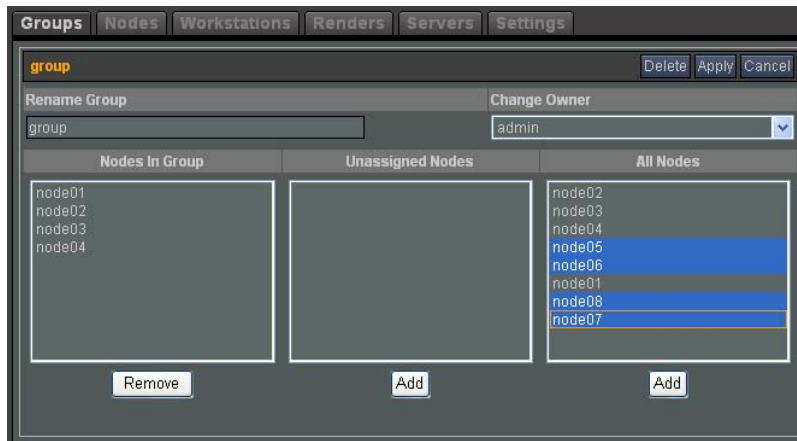 Groups Nodes Workstations Renders Servers Settings
group Delete Apply Cancel
Rename Group Change Owner
group admin
Nodes In Group Unassigned Nodes All Nodes
node01
node02
node03
node04
node02
node03
node04
node05
node06
node01
node08
node07
Remove Add Add